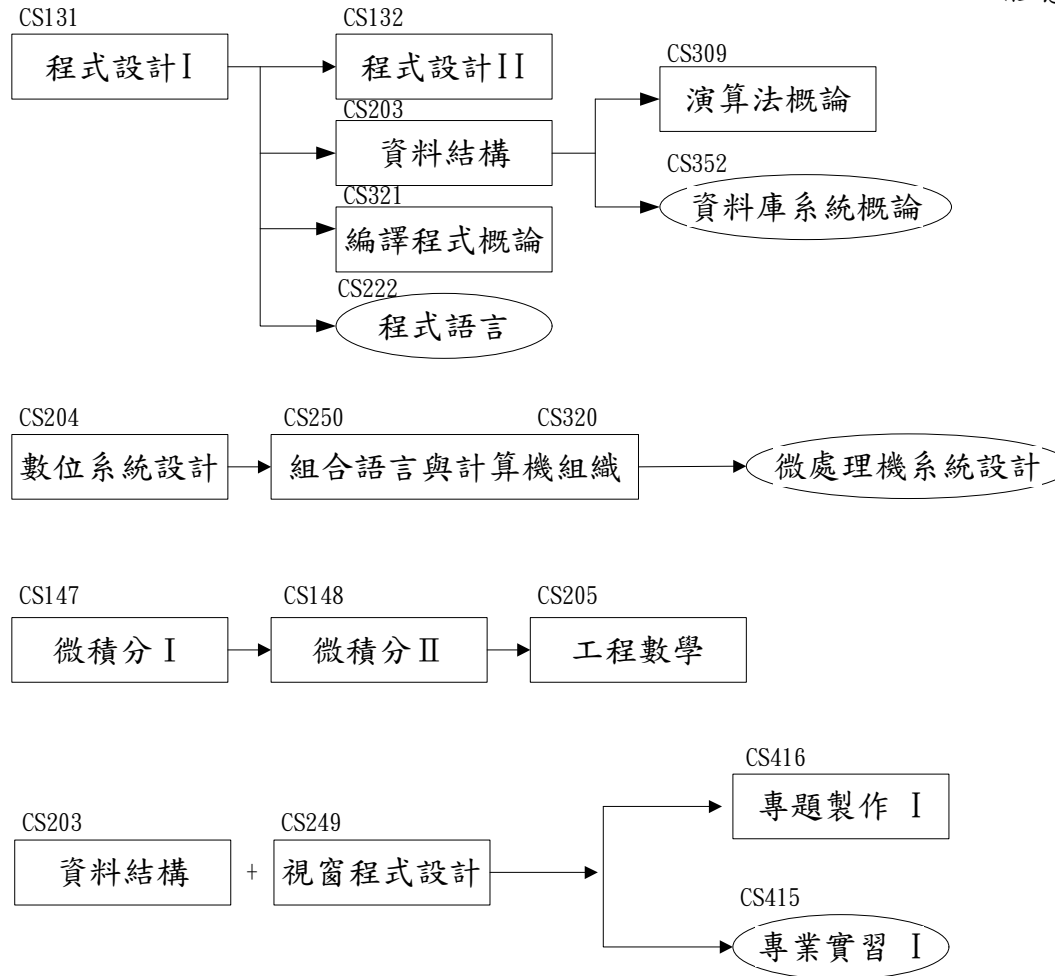 CS131
程式設計I
CS132
程式設計II
CS203
資料結構
CS309
演算法概論
CS352
資料庫系統概論
CS321
編譯程式概論
CS222
程式語言
CS204
數位系統設計
CS250
CS320
組合語言與計算機組織
微處理機系統設計
CS147
微積分 I
CS148
微積分 II
CS205
工程數學
CS416
專題製作 I
CS203
資料結構
+
CS249
視窗程式設計
CS415
專業實習 I